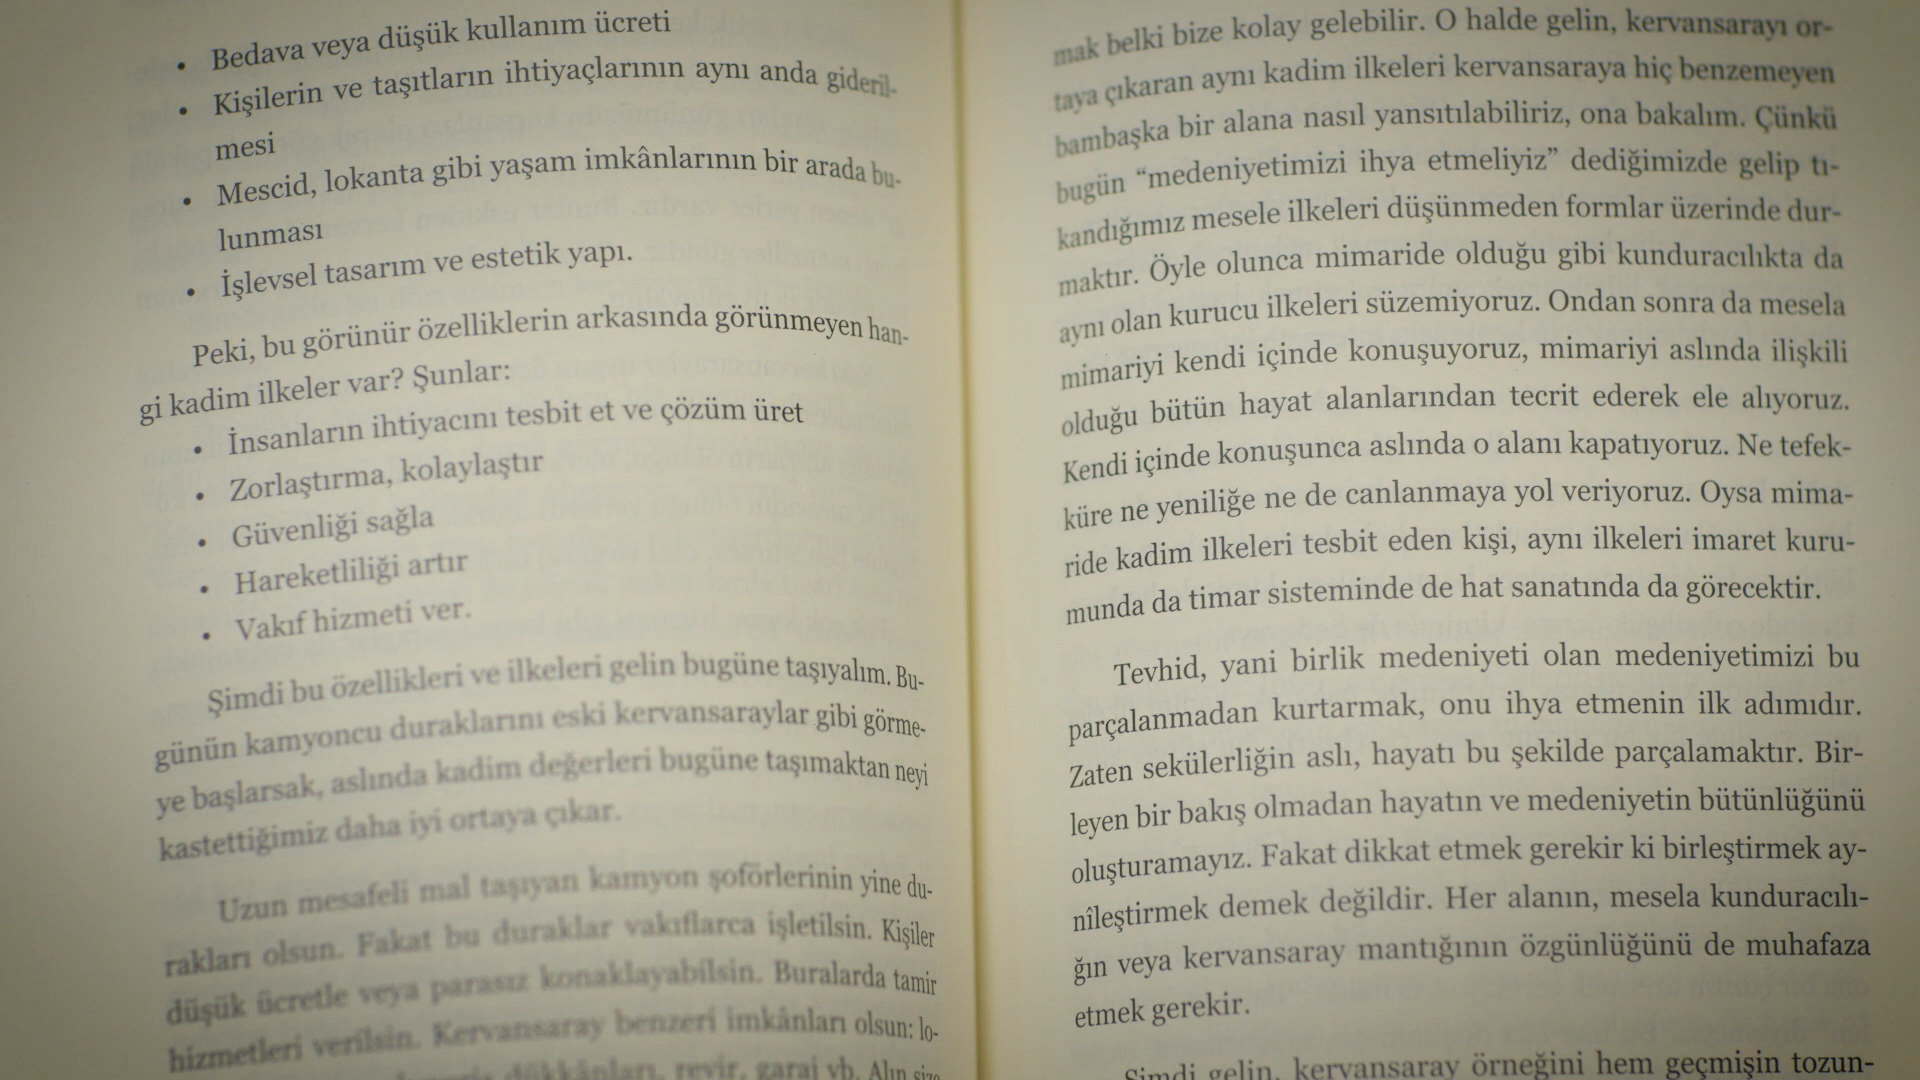 • Bedava veya düşük kullanım ücreti
• Kişilerin ve taşıtların ihtiyaçlarının aynı anda gideril-
mesi
• Mescid, lokanta gibi yaşam imkânlarının bir arada bu-
lunması
• İşlevsel tasarım ve estetik yapı.
Peki, bu görünür özelliklerin arkasında görünmeyen han-
gi kadim ilkeler var? Şunlar:
• İnsanların ihtiyacını tesbit et ve çözüm üret
• Zorlaştırma, kolaylaştır
• Güvenliği sağla
• Hareketliliği artır
• Vakıf hizmeti ver.
Şimdi bu özellikleri ve ilkeleri gelin bugüne taşıyalım. Bu-
günün kamyoncu duraklarını eski kervansaraylar gibi görme-
ye başlarsak, aslında kadim değerleri bugüne taşımaktan neyi
kastettiğimiz daha iyi ortaya çıkar.
Uzun mesafeli mal taşıyan kamyon şoförlerinin yine du-
rakları olsun. Fakat bu duraklar vakıflarca işletilsin. Kişiler
düşük ücretle veya parasız konaklayabilsin. Buralarda tamir
hizmetleri verilsin. Kervansaray benzeri imkânları olsun: lo-
dükkânları, revir, garaj vb. Alın size
mak belki bize kolay gelebilir. O halde gelin, kervansarayı or-
taya çıkaran aynı kadim ilkeleri kervansaraya hiç benzemeyen
bambaşka bir alana nasıl yansıtılabiliriz, ona bakalım. Çünkü
bugün “medeniyetimizi ihya etmeliyiz” dediğimizde gelip tı-
kandığımız mesele ilkeleri düşünmeden formlar üzerinde dur-
maktır. Öyle olunca mimaride olduğu gibi kunduracılıkta da
aynı olan kurucu ilkeleri süzemiyoruz. Ondan sonra da mesela
mimariyi kendi içinde konuşuyoruz, mimariyi aslında ilişkili
olduğu bütün hayat alanlarından tecrit ederek ele alıyoruz.
Kendi içinde konuşunca aslında o alanı kapatıyoruz. Ne tefek-
küre ne yeniliğe ne de canlanmaya yol veriyoruz. Oysa mima-
ride kadim ilkeleri tesbit eden kişi, aynı ilkeleri imaret kuru-
munda da timar sisteminde de hat sanatında da görecektir.
Tevhid, yani birlik medeniyeti olan medeniyetimizi bu
parçalanmadan kurtarmak, onu ihya etmenin ilk adımıdır.
Zaten sekülerliğin aslı, hayatı bu şekilde parçalamaktır. Bir-
leyen bir bakış olmadan hayatın ve medeniyetin bütünlüğünü
oluşturamayız. Fakat dikkat etmek gerekir ki birleştirmek ay-
nîleştirmek demek değildir. Her alanın, mesela kunduracılı-
ğın veya kervansaray mantığının özgünlüğünü de muhafaza
etmek gerekir.
Şimdi gelin, kervansaray örneğini hem geçmişin tozun-